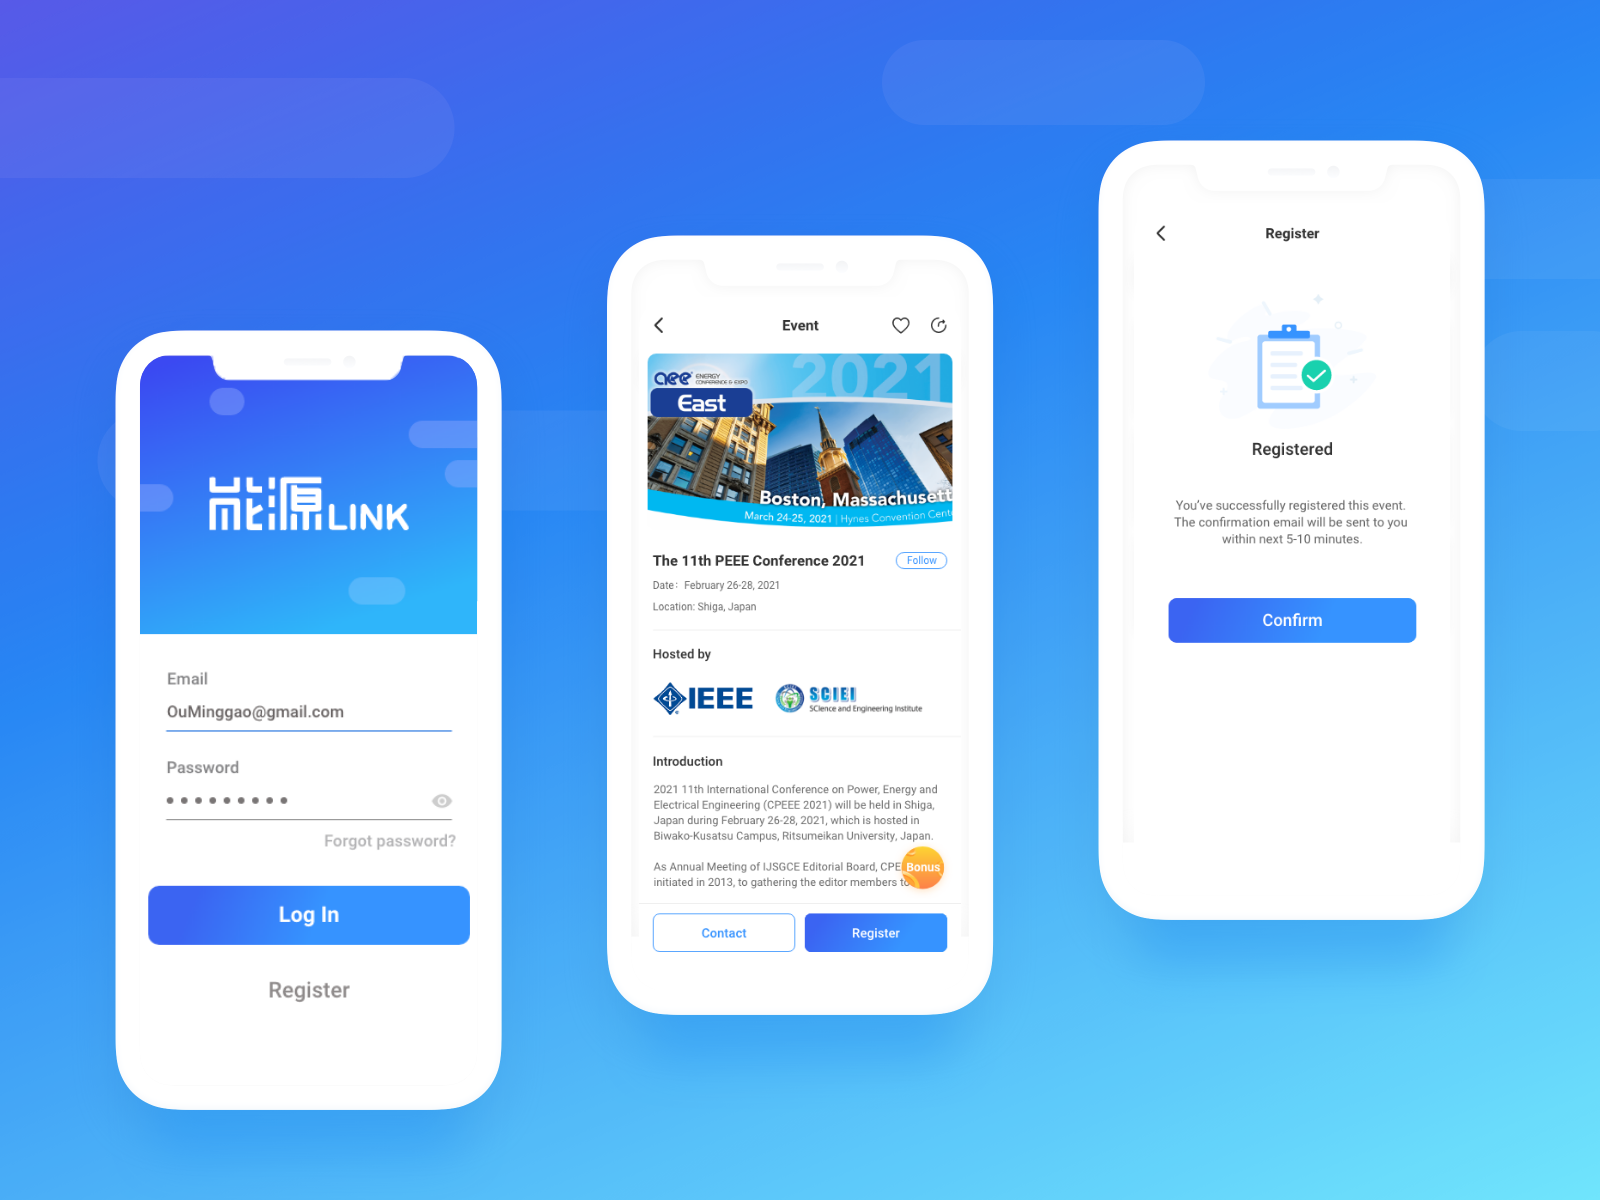 能源LINK
Email
OuMinggao@gmail.com
Password
Forgot password?
Log In
Register
Event
2021
aee ENERGY
CONFERENCE & EXPO
East
Boston, Massachusett
March 24-25, 2021 | Hynes Convention Cent
The 11th PEEE Conference 2021
Follow
Date： February 26-28, 2021
Location: Shiga, Japan
Hosted by
IEEE
SCIEI
SCience and Engineering Institute
Introduction
2021 11th International Conference on Power, Energy and
Electrical Engineering (CPEEE 2021) will be held in Shiga,
Japan during February 26-28, 2021, which is hosted in
Biwako-Kusatsu Campus, Ritsumeikan University, Japan.
As Annual Meeting of IJSGCE Editorial Board, CPE
initiated in 2013, to gathering the editor members to
Bonus
Contact
Register
Register
Registered
You've successfully registered this event.
The confirmation email will be sent to you
within next 5-10 minutes.
Confirm